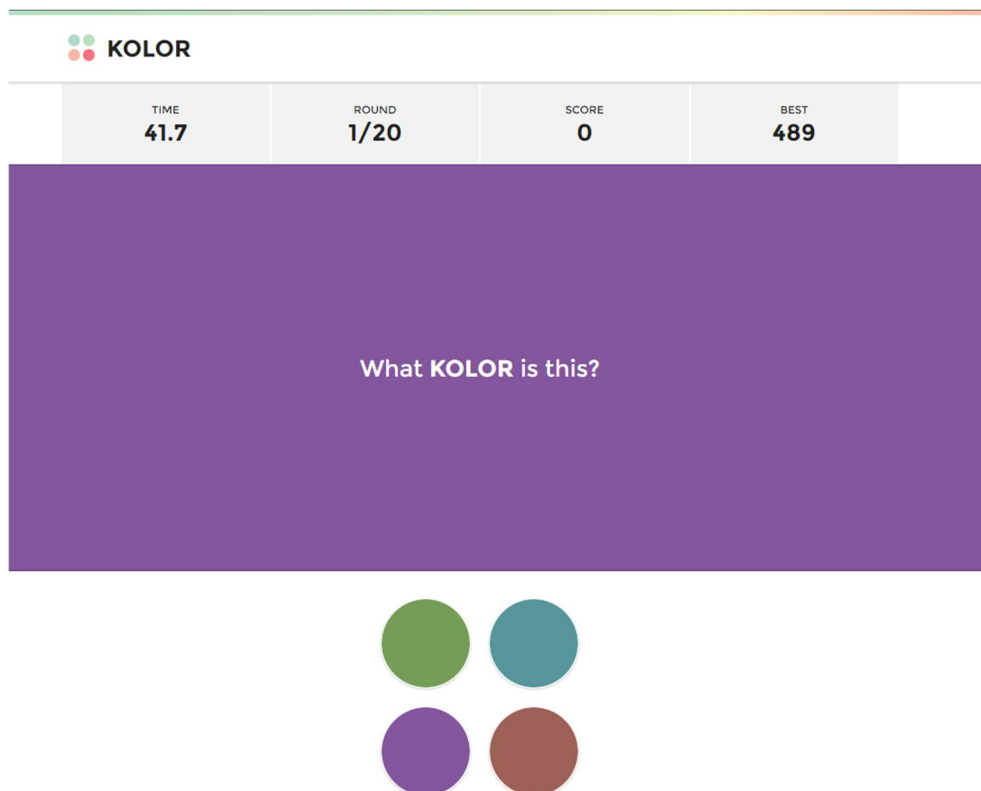 KOLOR
TIME ROUND SCORE BEST
41.7 1/20 0 489
What KOLOR is this?